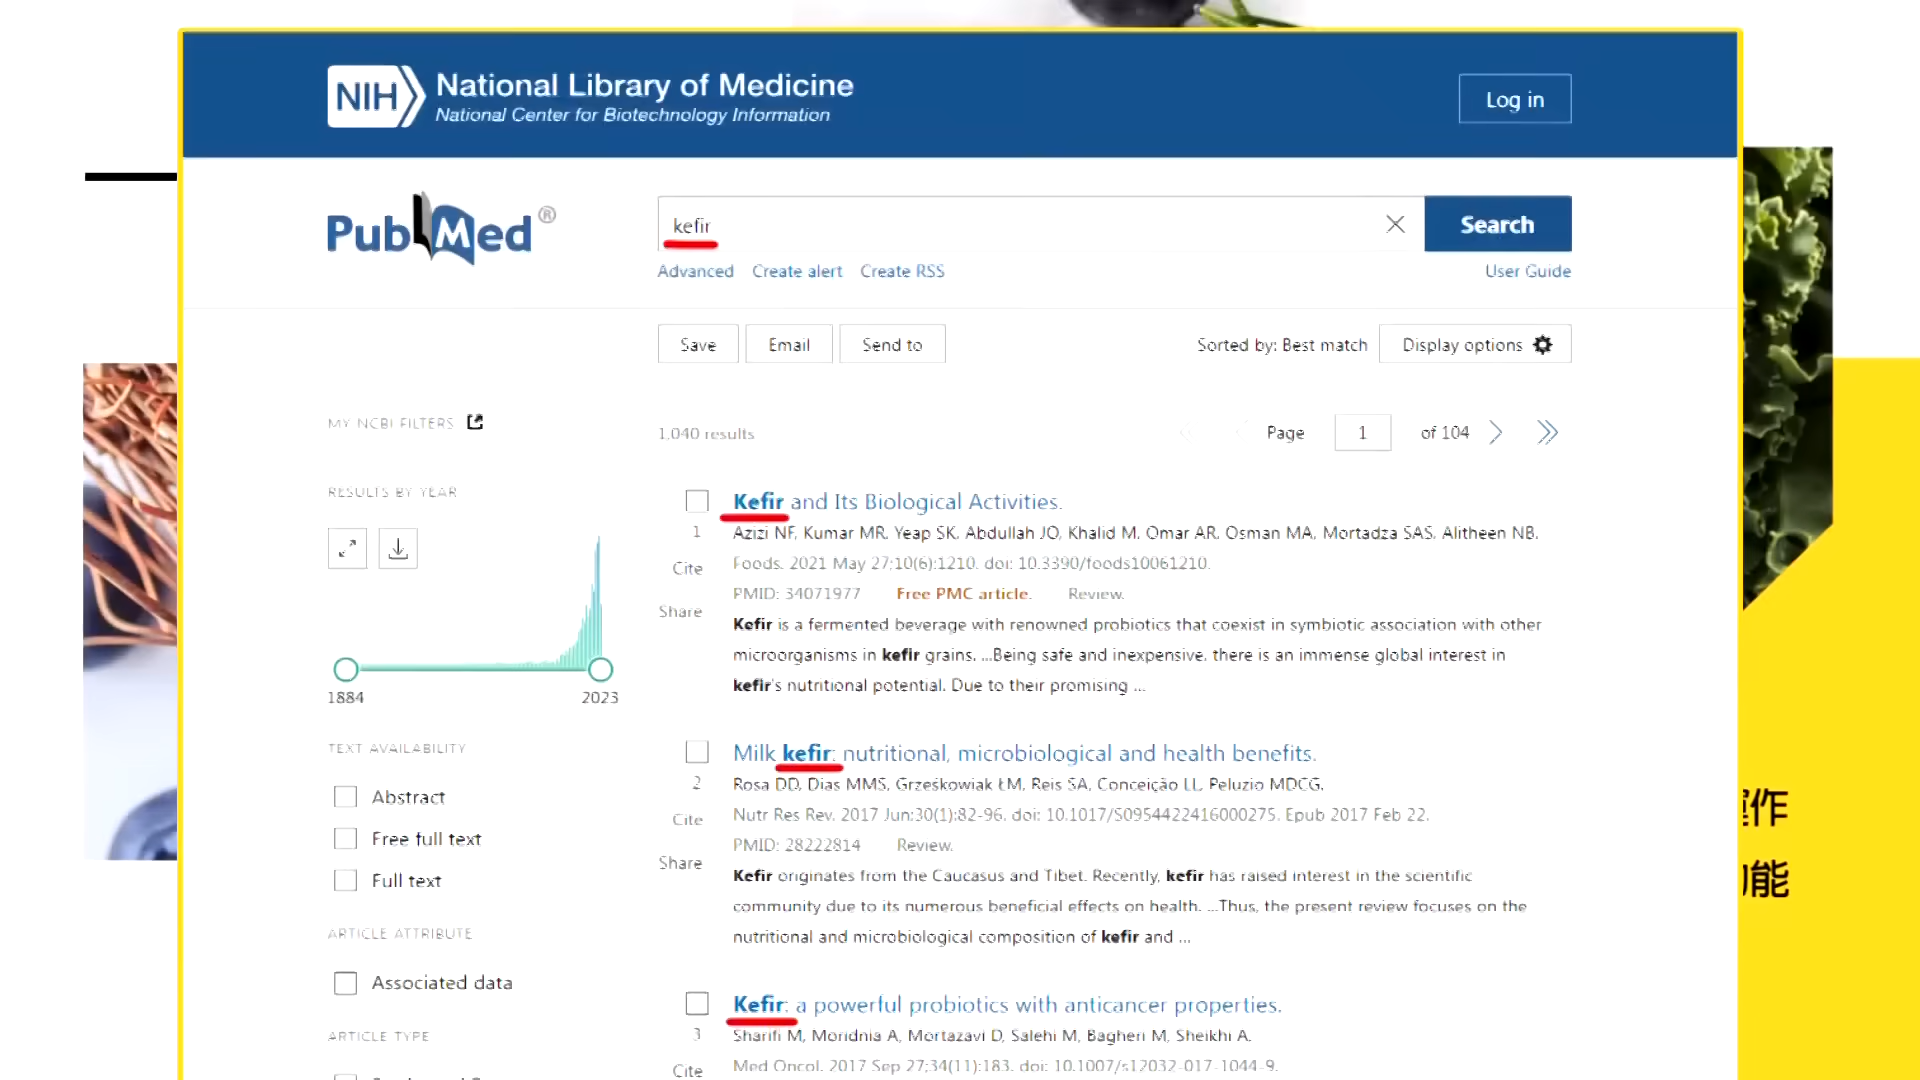 NIH National Library of Medicine
National Center for Biotechnology Information
Log in
PubMed®
kefir
Search
Advanced Create alert Create RSS
User Guide
Save Email Send to
Sorted by: Best match Display options
MY NCBI FILTERS
1,040 results
Page 1 of 104
RESULTS BY YEAR
1884 2023
TEXT AVAILABILITY
Abstract
Free full text
Full text
ARTICLE ATTRIBUTE
Associated data
ARTICLE TYPE
Kefir and Its Biological Activities.
1
Azizi NF, Kumar MR, Yeap SK, Abdullah JO, Khalid M, Omar AR, Osman MA, Mortadza SAS, Alitheen NB.
Cite
Foods. 2021 May 27;10(6):1210. doi: 10.3390/foods10061210.
PMID: 34071977 Free PMC article. Review.
Share
Kefir is a fermented beverage with renowned probiotics that coexist in symbiotic association with other
microorganisms in kefir grains. ...Being safe and inexpensive, there is an immense global interest in
kefir's nutritional potential. Due to their promising ...
Milk kefir: nutritional, microbiological and health benefits.
2
Rosa DD, Dias MMS, Grześkowiak ŁM, Reis SA, Conceição LL, Peluzio MDCG.
Cite
Nutr Res Rev. 2017 Jun;30(1):82-96. doi: 10.1017/S0954422416000275. Epub 2017 Feb 22.
PMID: 28222814 Review.
Share
Kefir originates from the Caucasus and Tibet. Recently, kefir has raised interest in the scientific
community due to its numerous beneficial effects on health. ...Thus, the present review focuses on the
nutritional and microbiological composition of kefir and ...
Kefir: a powerful probiotics with anticancer properties.
3
Sharifi M, Moridnia A, Mortazavi D, Salehi M, Bagheri M, Sheikhi A.
Cite
Med Oncol. 2017 Sep 27;34(11):183. doi: 10.1007/s12032-017-1044-9.
作
能